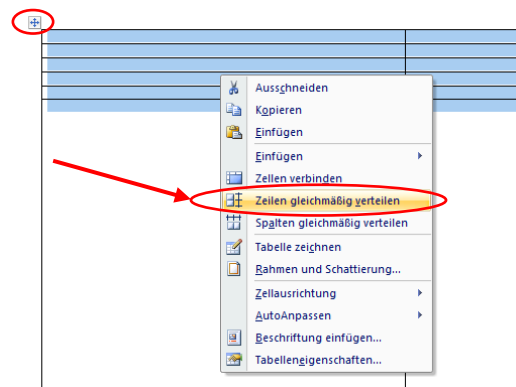 Ausschneiden
Kopieren
Einfügen
Einfügen
Zellen verbinden
Zeilen gleichmäßig verteilen
Spalten gleichmäßig verteilen
Tabelle zeichnen
Rahmen und Schattierung...
Zellausrichtung
AutoAnpassen
Beschriftung einfügen...
Tabelleneigenschaften...